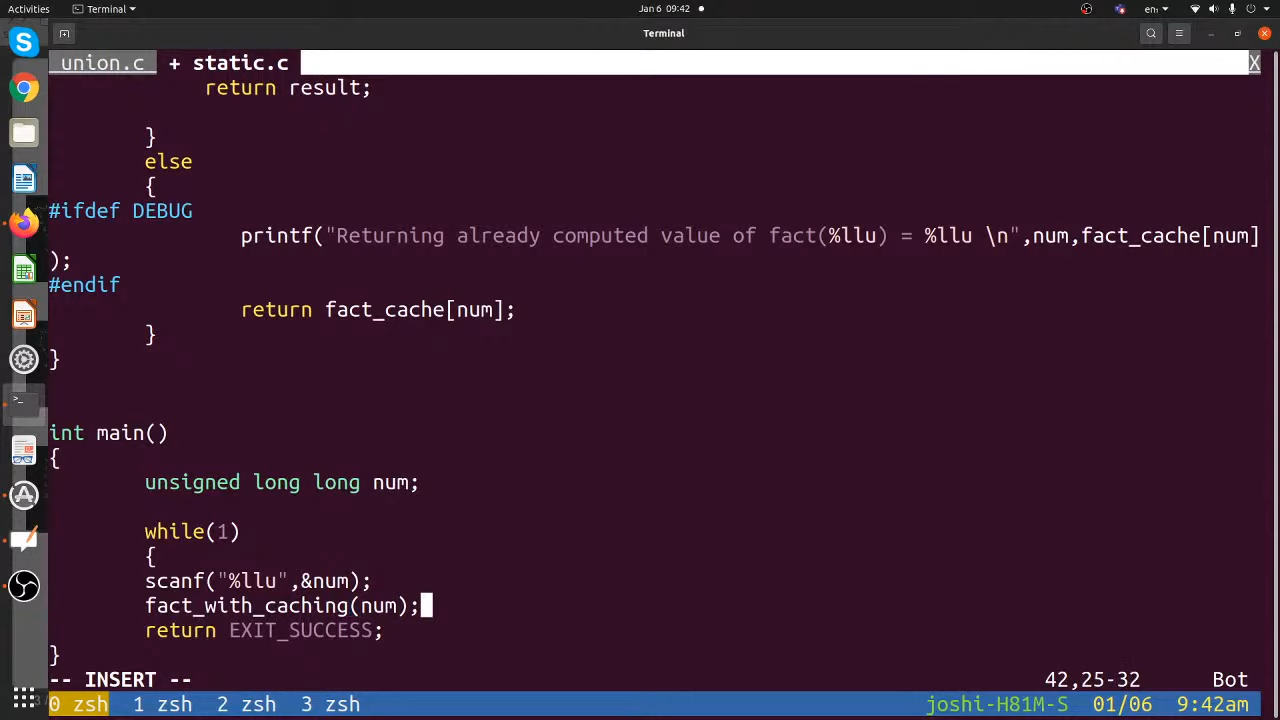 Activities Terminal Jan 6 09:42 en
Terminal
union.c + static.c X
return result;
}
else
{
#ifdef DEBUG
printf("Returning already computed value of fact(%llu) = %llu \n",num,fact_cache[num]
);
#endif
return fact_cache[num];
}
}
int main()
{
unsigned long long num;
while(1)
{
scanf("%llu",&num);
fact_with_caching(num);
return EXIT_SUCCESS;
}
-- INSERT -- 42,25-32 Bot
0 zsh 1 zsh 2 zsh 3 zsh joshi-H81M-S 01/06 9:42am